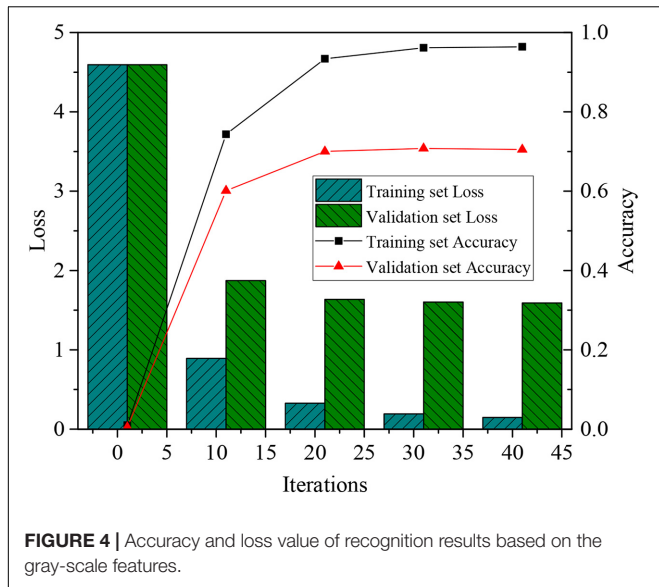 5
4
3
2
1
0
Loss
1.0
0.8
0.6
0.4
0.2
0.0
Accuracy
Training set Loss
Validation set Loss
Training set Accuracy
Validation set Accuracy
0 5 10 15 20 25 30 35 40 45
Iterations
FIGURE 4 | Accuracy and loss value of recognition results based on the
gray-scale features.